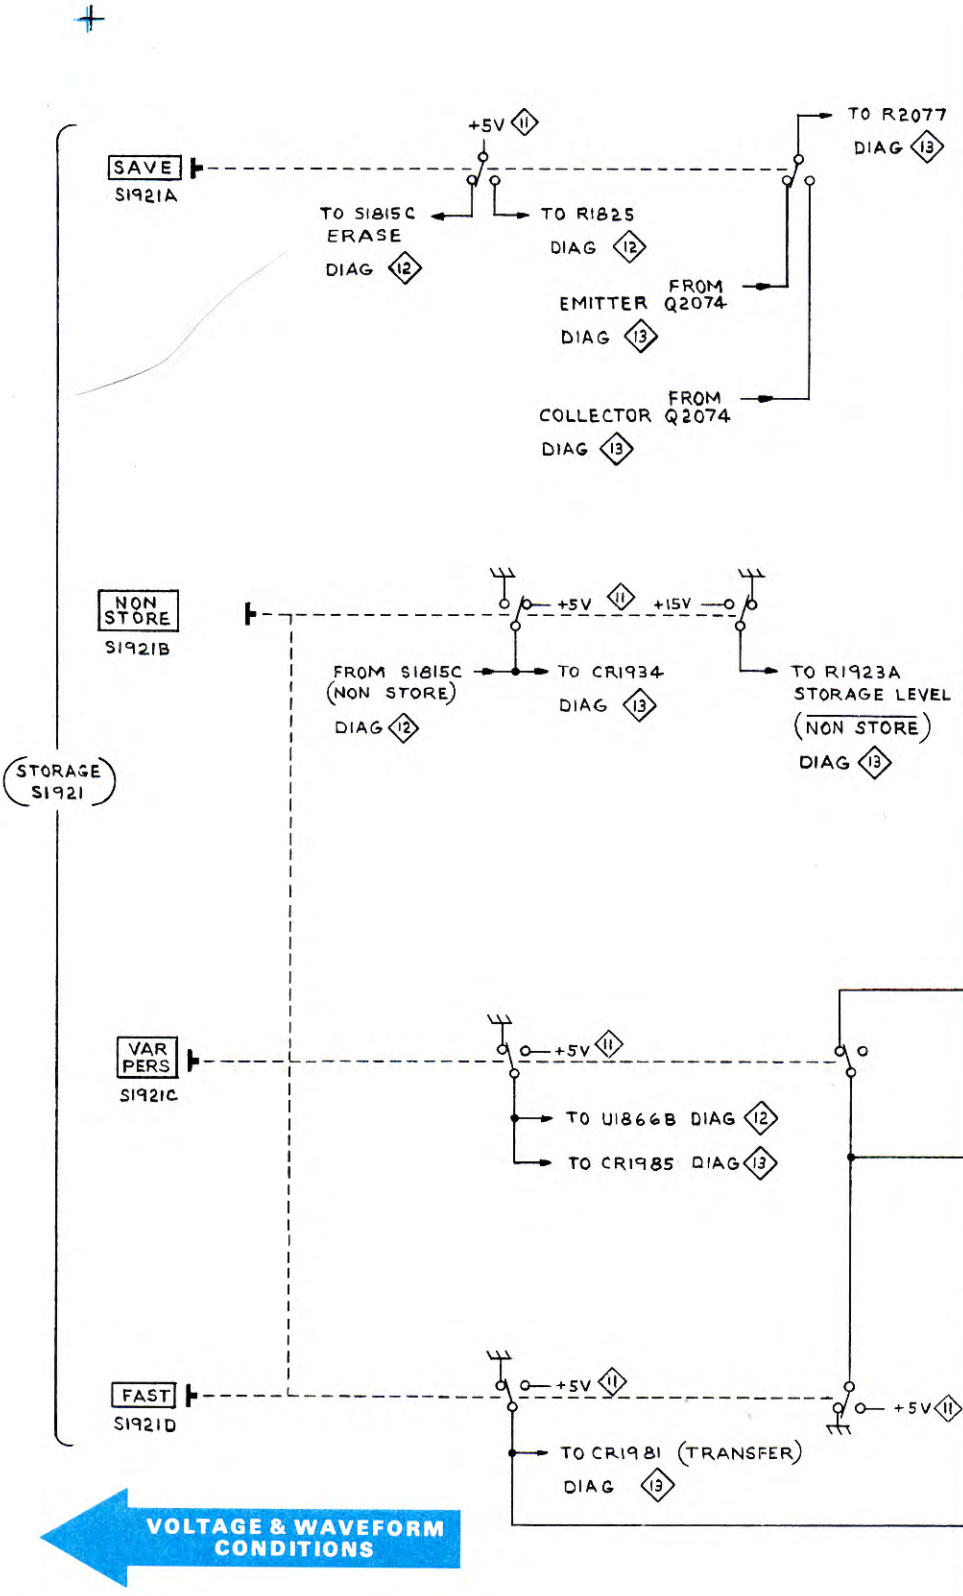 +5V 11
TO R2077
DIAG 13
SAVE
S1921A
TO S1815C
ERASE
DIAG 12
TO R1825
DIAG 12
FROM
EMITTER Q2074
DIAG 13
FROM
COLLECTOR Q2074
DIAG 13
NON
STORE
S1921B
+5V 11 +15V
FROM S1815C
(NON STORE)
DIAG 12
TO CR1934
DIAG 13
TO R1923A
STORAGE LEVEL
(NON STORE)
DIAG 13
(STORAGE
S1921)
VAR
PERS
S1921C
+5V 11
TO U1866B DIAG 12
TO CR1985 DIAG 13
FAST
S1921D
+5V 11
+5V 11
TO CR1981 (TRANSFER)
DIAG 13
VOLTAGE & WAVEFORM
CONDITIONS